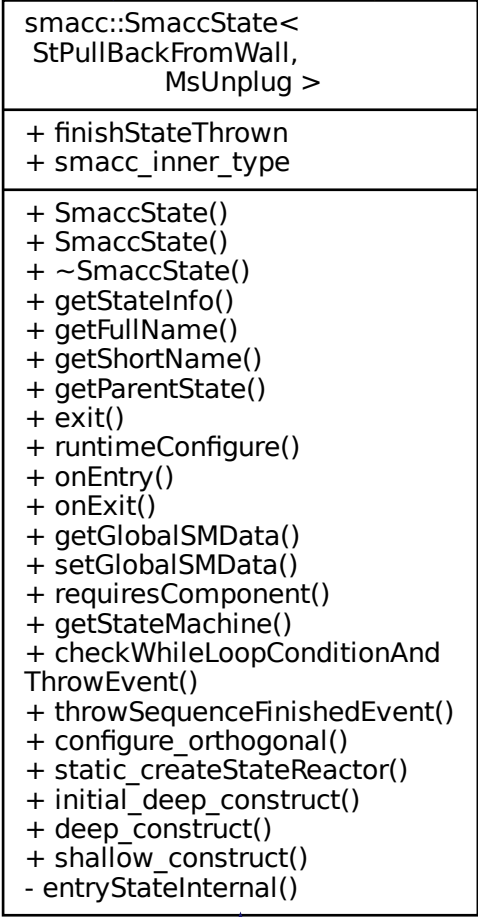 smacc::SmaccState<
StPullBackFromWall,
MsUnplug >
+ finishStateThrown
+ smacc_inner_type
+ SmaccState()
+ SmaccState()
+ ~SmaccState()
+ getStateInfo()
+ getFullName()
+ getShortName()
+ getParentState()
+ exit()
+ runtimeConfigure()
+ onEntry()
+ onExit()
+ getGlobalSMData()
+ setGlobalSMData()
+ requiresComponent()
+ getStateMachine()
+ checkWhileLoopConditionAnd
ThrowEvent()
+ throwSequenceFinishedEvent()
+ configure_orthogonal()
+ static_createStateReactor()
+ initial_deep_construct()
+ deep_construct()
+ shallow_construct()
- entryStateInternal()